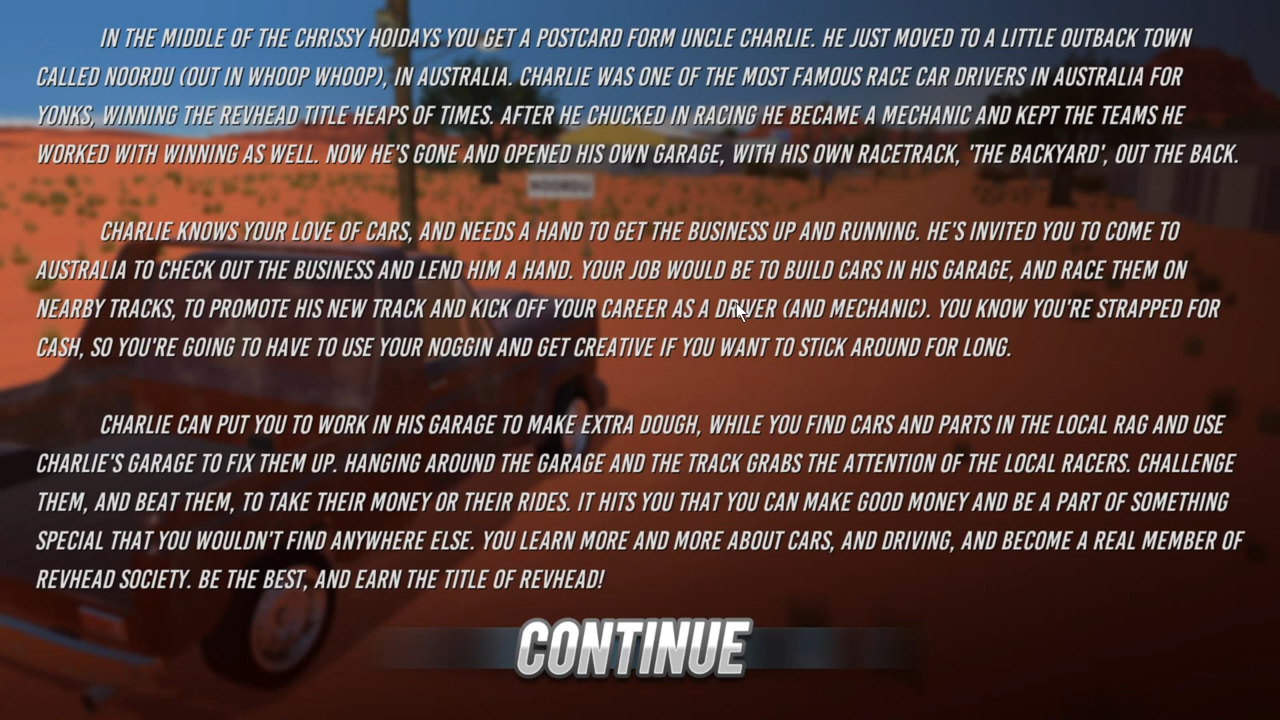 IN THE MIDDLE OF THE CHRISSY HOIDAYS YOU GET A POSTCARD FORM UNCLE CHARLIE. HE JUST MOVED TO A LITTLE OUTBACK TOWN
CALLED NOORDU (OUT IN WHOOP WHOOP), IN AUSTRALIA. CHARLIE WAS ONE OF THE MOST FAMOUS RACE CAR DRIVERS IN AUSTRALIA FOR
YONKS, WINNING THE REVHEAD TITLE HEAPS OF TIMES. AFTER HE CHUCKED IN RACING HE BECAME A MECHANIC AND KEPT THE TEAMS HE
WORKED WITH WINNING AS WELL. NOW HE'S GONE AND OPENED HIS OWN GARAGE, WITH HIS OWN RACETRACK, 'THE BACKYARD', OUT THE BACK.
NOORDU
CHARLIE KNOWS YOUR LOVE OF CARS, AND NEEDS A HAND TO GET THE BUSINESS UP AND RUNNING. HE'S INVITED YOU TO COME TO
AUSTRALIA TO CHECK OUT THE BUSINESS AND LEND HIM A HAND. YOUR JOB WOULD BE TO BUILD CARS IN HIS GARAGE, AND RACE THEM ON
NEARBY TRACKS, TO PROMOTE HIS NEW TRACK AND KICK OFF YOUR CAREER AS A DRIVER (AND MECHANIC). YOU KNOW YOU'RE STRAPPED FOR
CASH, SO YOU'RE GOING TO HAVE TO USE YOUR NOGGIN AND GET CREATIVE IF YOU WANT TO STICK AROUND FOR LONG.
CHARLIE CAN PUT YOU TO WORK IN HIS GARAGE TO MAKE EXTRA DOUGH, WHILE YOU FIND CARS AND PARTS IN THE LOCAL RAG AND USE
CHARLIE'S GARAGE TO FIX THEM UP. HANGING AROUND THE GARAGE AND THE TRACK GRABS THE ATTENTION OF THE LOCAL RACERS. CHALLENGE
THEM, AND BEAT THEM, TO TAKE THEIR MONEY OR THEIR RIDES. IT HITS YOU THAT YOU CAN MAKE GOOD MONEY AND BE A PART OF SOMETHING
SPECIAL THAT YOU WOULDN'T FIND ANYWHERE ELSE. YOU LEARN MORE AND MORE ABOUT CARS, AND DRIVING, AND BECOME A REAL MEMBER OF
REVHEAD SOCIETY. BE THE BEST, AND EARN THE TITLE OF REVHEAD!
CONTINUE